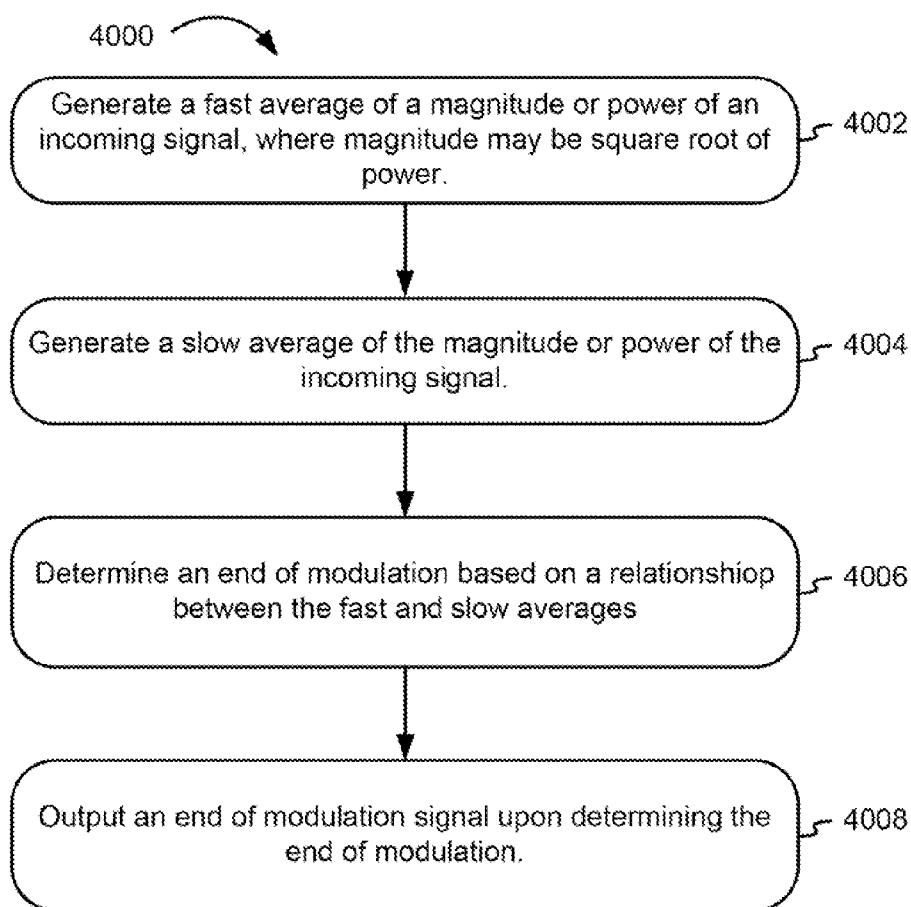 4000
Generate a fast average of a magnitude or power of an
incoming signal, where magnitude may be square root of
power.
4002
Generate a slow average of the magnitude or power of the
incoming signal.
4004
Determine an end of modulation based on a relationshiop
between the fast and slow averages
4006
Output an end of modulation signal upon determining the
end of modulation.
4008